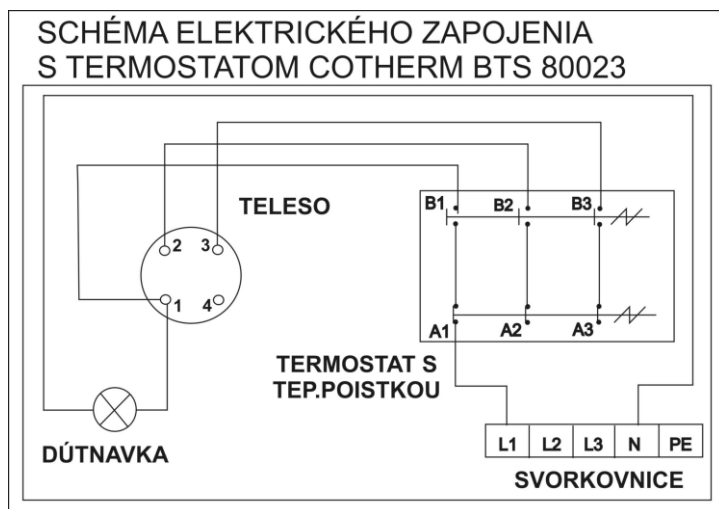 SCHÉMA ELEKTRICKÉHO ZAPOJENIA
S TERMOSTATOM COTHERM BTS 80023
B1 B2 B3
TELESO
2 3
1 4
A1 A2 A3
TERMOSTAT S
TEP.POISTKOU
L1 L2 L3 N PE
DÚTNAVKA
SVORKOVNICE